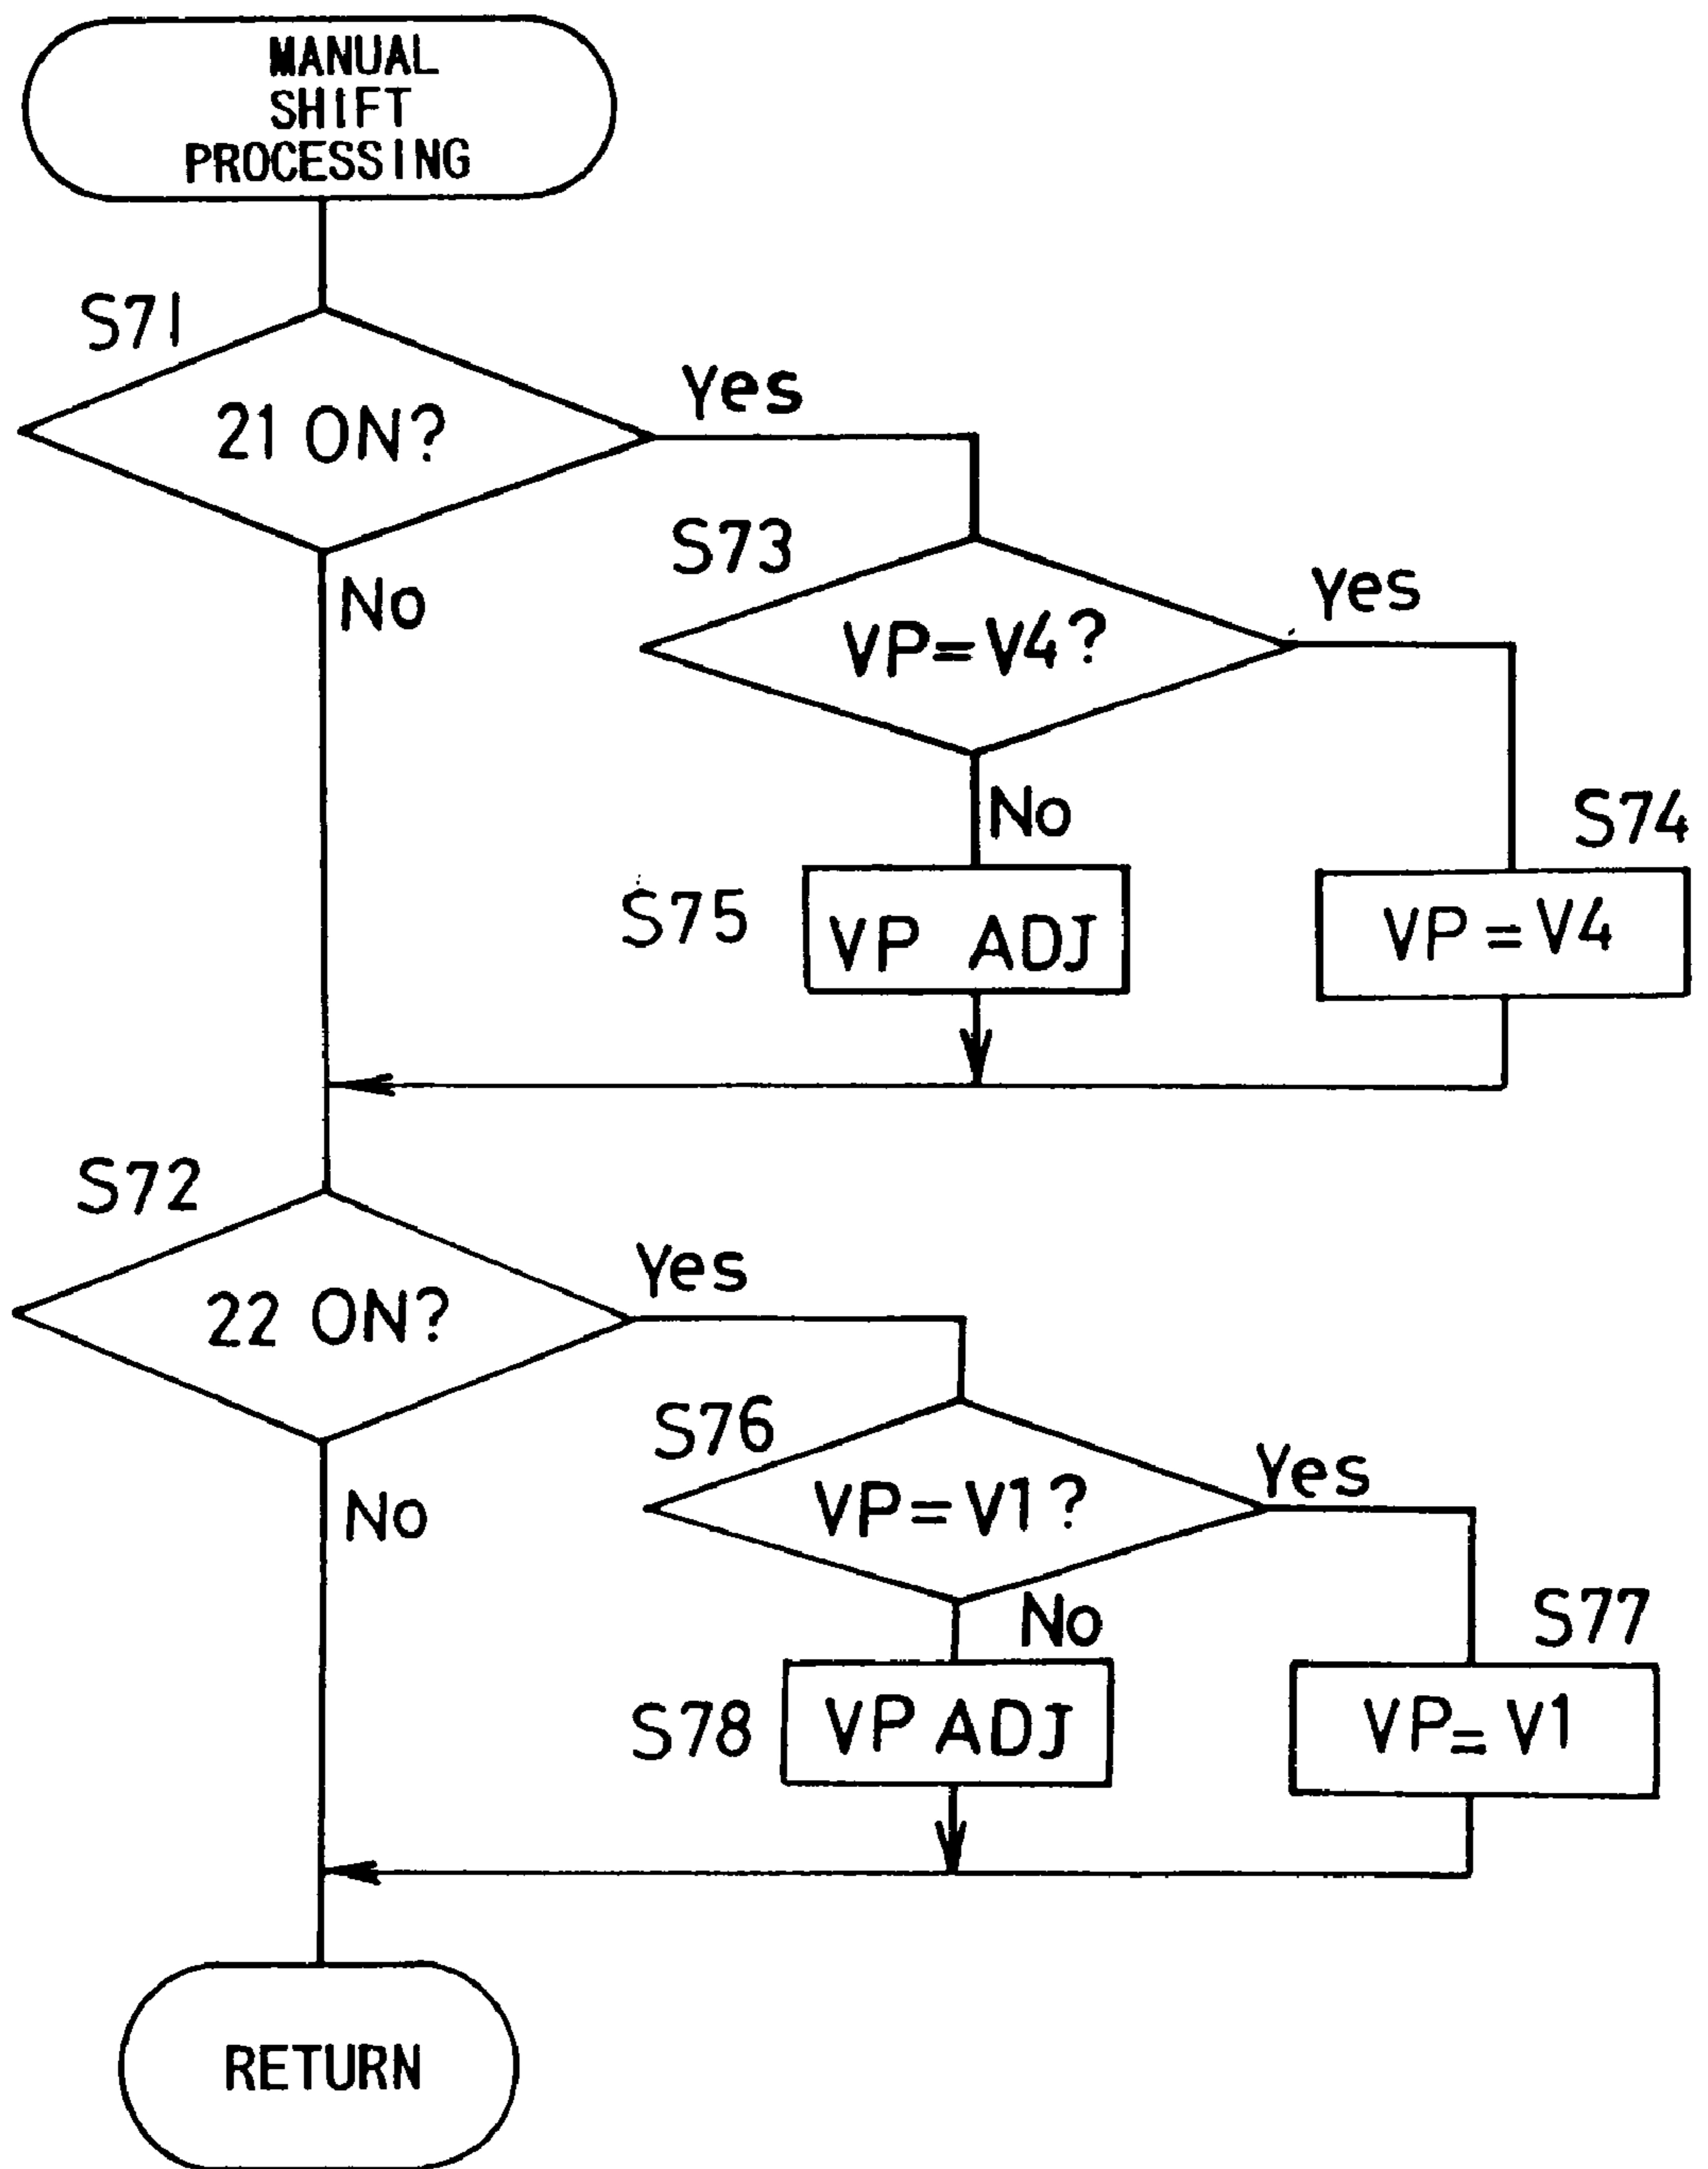 MANUAL
SHIFT
PROCESSING
S71
21 ON?
Yes
No
S73
VP=V4?
Yes
No
S74
VP=V4
S75
VP ADJ
S72
22 ON?
Yes
No
S76
VP=V1?
Yes
No
S77
VP=V1
S78
VP ADJ
RETURN